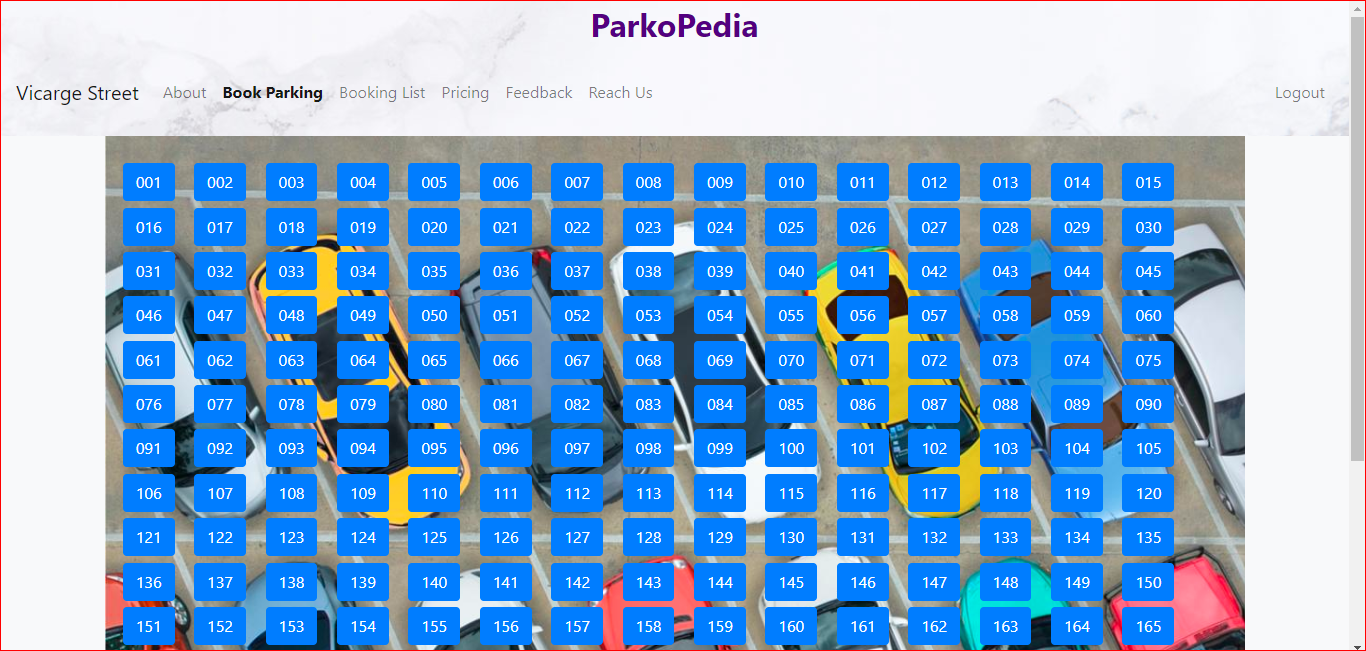 ParkoPedia
Vicarge Street About Book Parking Booking List Pricing Feedback Reach Us Logout
001 002 003 004 005 006 007 008 009 010 011 012 013 014 015
016 017 018 019 020 021 022 023 024 025 026 027 028 029 030
031 032 033 034 035 036 037 038 039 040 041 042 043 044 045
046 047 048 049 050 051 052 053 054 055 056 057 058 059 060
061 062 063 064 065 066 067 068 069 070 071 072 073 074 075
076 077 078 079 080 081 082 083 084 085 086 087 088 089 090
091 092 093 094 095 096 097 098 099 100 101 102 103 104 105
106 107 108 109 110 111 112 113 114 115 116 117 118 119 120
121 122 123 124 125 126 127 128 129 130 131 132 133 134 135
136 137 138 139 140 141 142 143 144 145 146 147 148 149 150
151 152 153 154 155 156 157 158 159 160 161 162 163 164 165